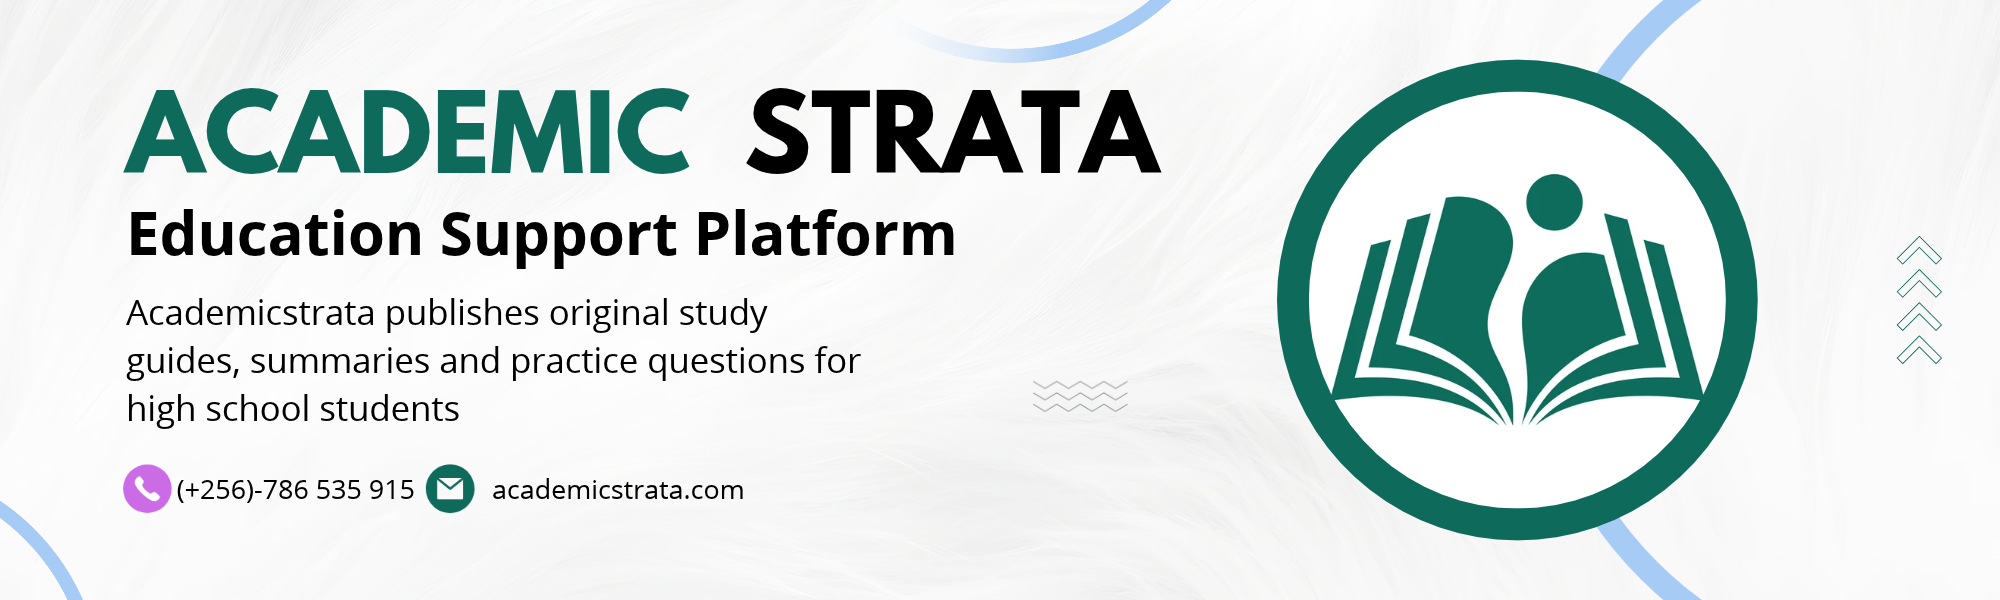 ACADEMIC STRATA
Education Support Platform
Academicstrata publishes original study
guides, summaries and practice questions for
high school students
(+256)-786 535 915 academicstrata.com